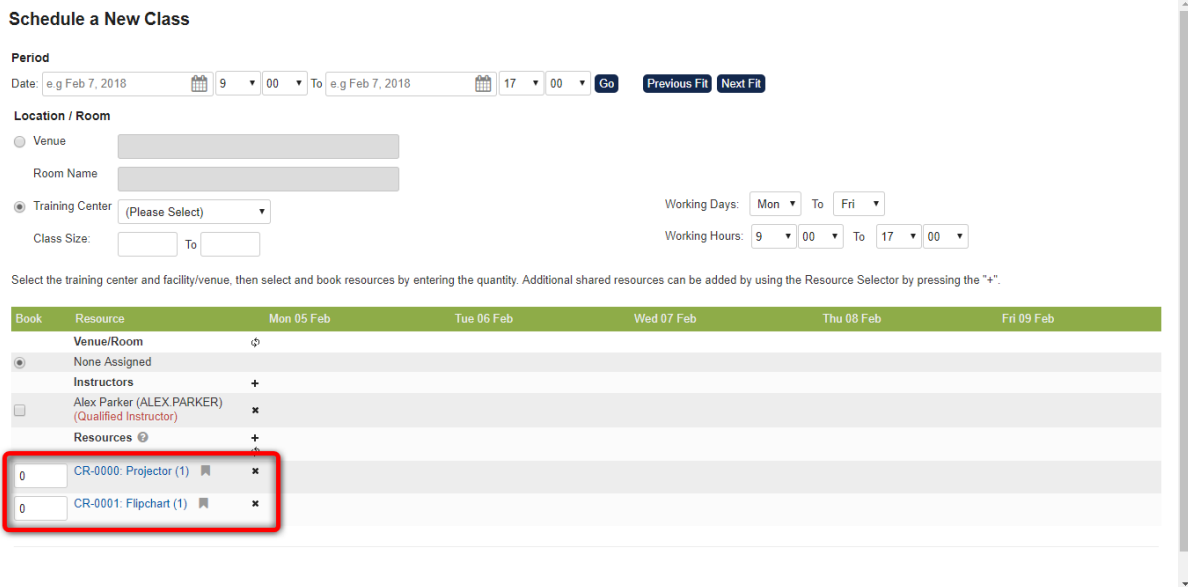 Schedule a New Class
Period
Date: e.g Feb 7, 2018 9 00 To e.g Feb 7, 2018 17 00 Go Previous Fit Next Fit
Location / Room
Venue
Room Name
Training Center (Please Select) Working Days: Mon To Fri
Class Size: To Working Hours: 9 00 To 17 00
Select the training center and facility/venue, then select and book resources by entering the quantity. Additional shared resources can be added by using the Resource Selector by pressing the "+".
Book Resource Mon 05 Feb Tue 06 Feb Wed 07 Feb Thu 08 Feb Fri 09 Feb
Venue/Room
None Assigned
Instructors +
Alex Parker (ALEX.PARKER)
(Qualified Instructor)
Resources ? +
0 CR-0000: Projector (1)
0 CR-0001: Flipchart (1)